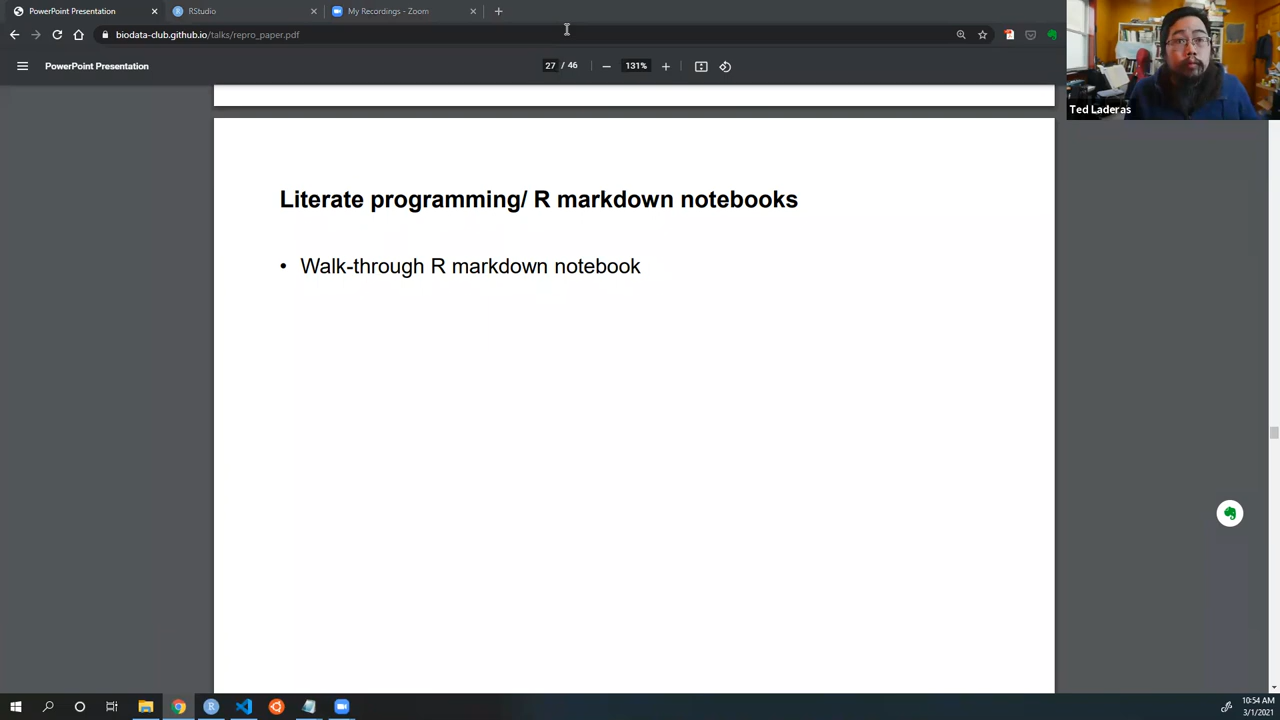 PowerPoint Presentation
RStudio
My Recordings - Zoom
biodata-club.github.io/talks/repro_paper.pdf
PowerPoint Presentation
27 / 46
131%
Ted Laderas
Literate programming/ R markdown notebooks
• Walk-through R markdown notebook
10:54 AM
3/1/2021